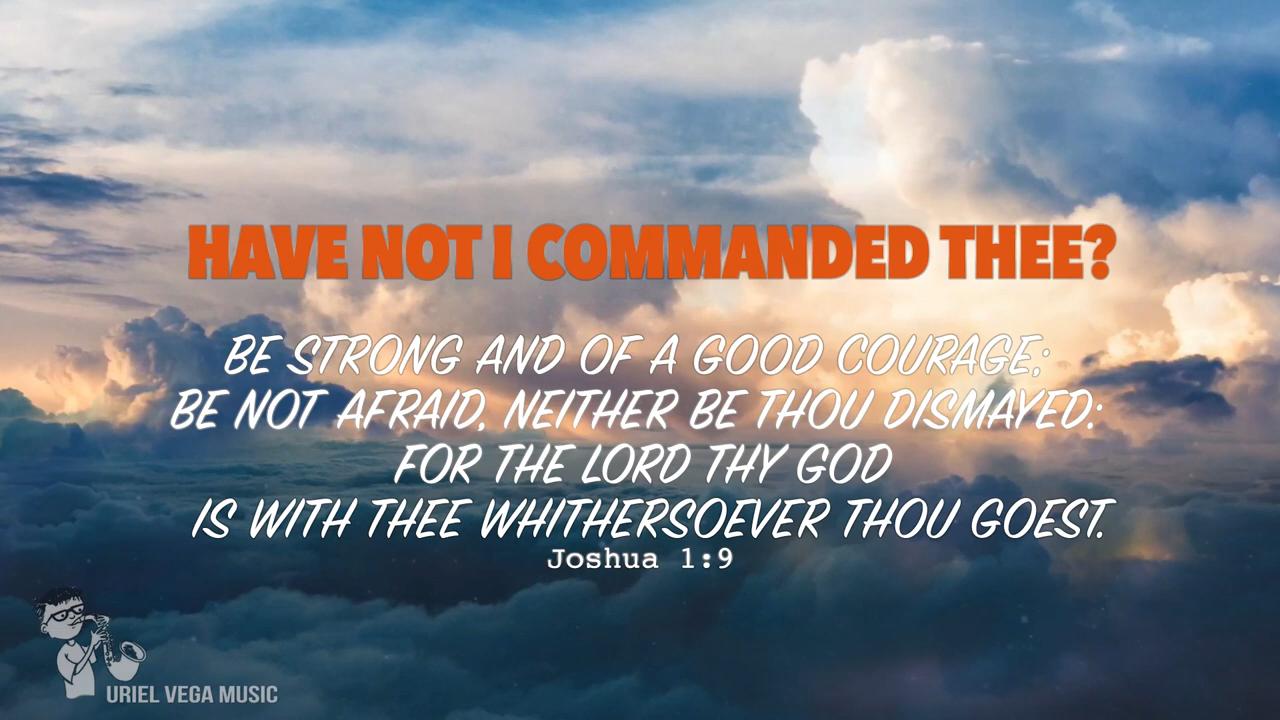 HAVE NOT I COMMANDED THEE?
BE STRONG AND OF A GOOD COURAGE;
BE NOT AFRAID, NEITHER BE THOU DISMAYED:
FOR THE LORD THY GOD
IS WITH THEE WHITHERSOEVER THOU GOEST.
Joshua 1:9
URIEL VEGA MUSIC